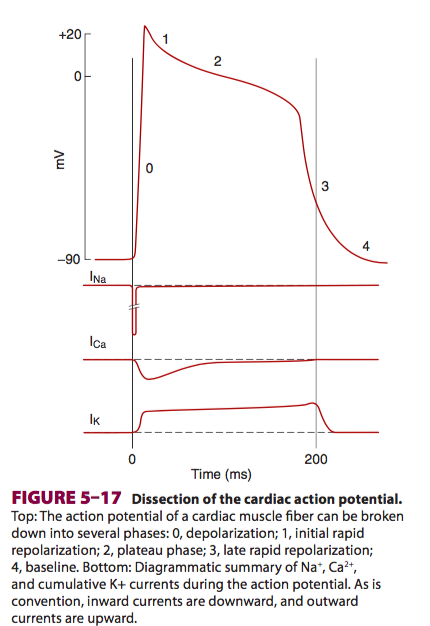 +20
1
2
0
mV
0
3
4
–90
INa
ICa
IK
0
200
Time (ms)
FIGURE 5–17 Dissection of the cardiac action potential.
Top: The action potential of a cardiac muscle fiber can be broken
down into several phases: 0, depolarization; 1, initial rapid
repolarization; 2, plateau phase; 3, late rapid repolarization;
4, baseline. Bottom: Diagrammatic summary of Na⁺, Ca²⁺,
and cumulative K+ currents during the action potential. As is
convention, inward currents are downward, and outward
currents are upward.